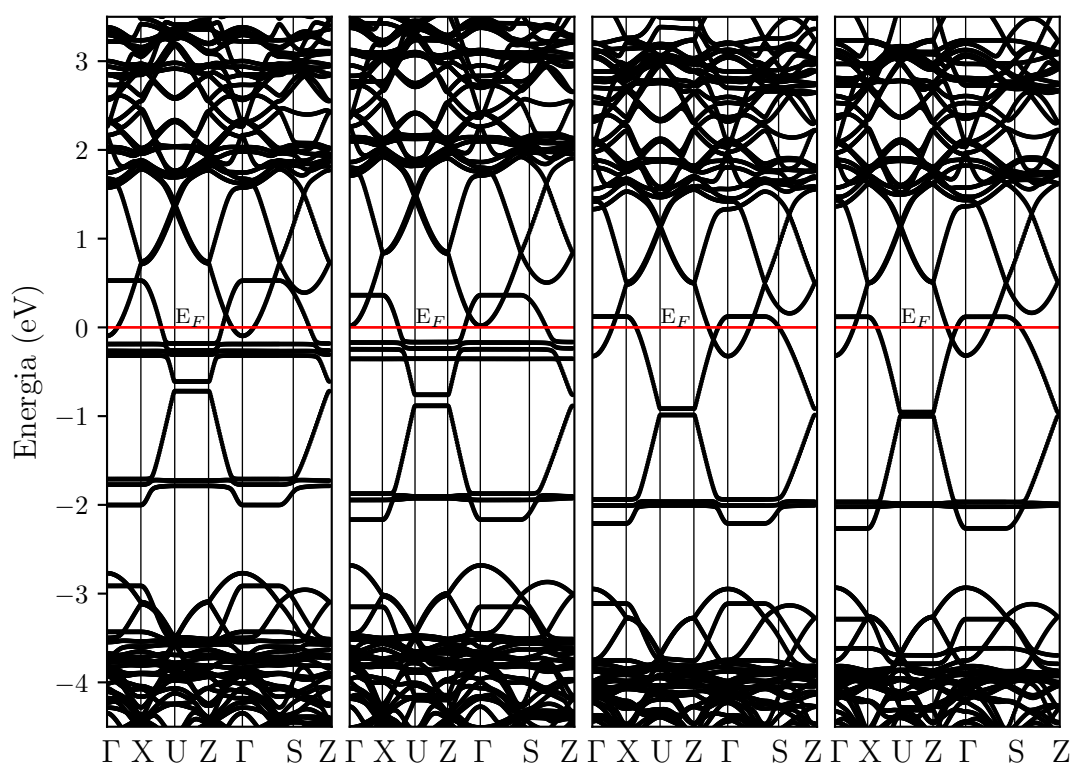 3
2
1
0
−1
−2
−3
−4
Energia (eV)
E_F E_F E_F E_F
Γ X U Z Γ S Z Γ X U Z Γ S Z Γ X U Z Γ S Z Γ X U Z Γ S Z